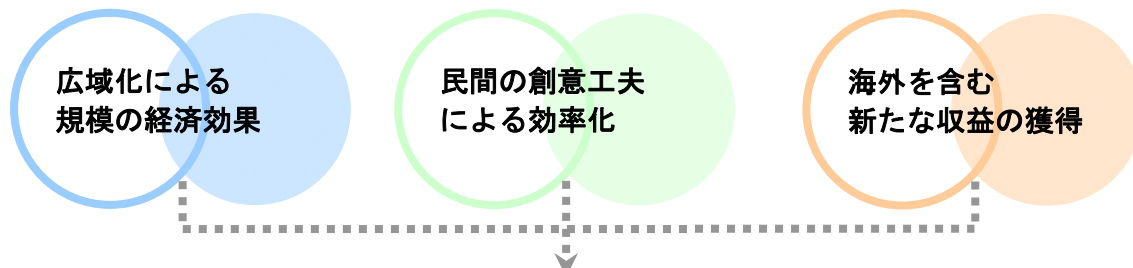 広域化による
規模の経済効果
民間の創意工夫
による効率化
海外を含む
新たな収益の獲得